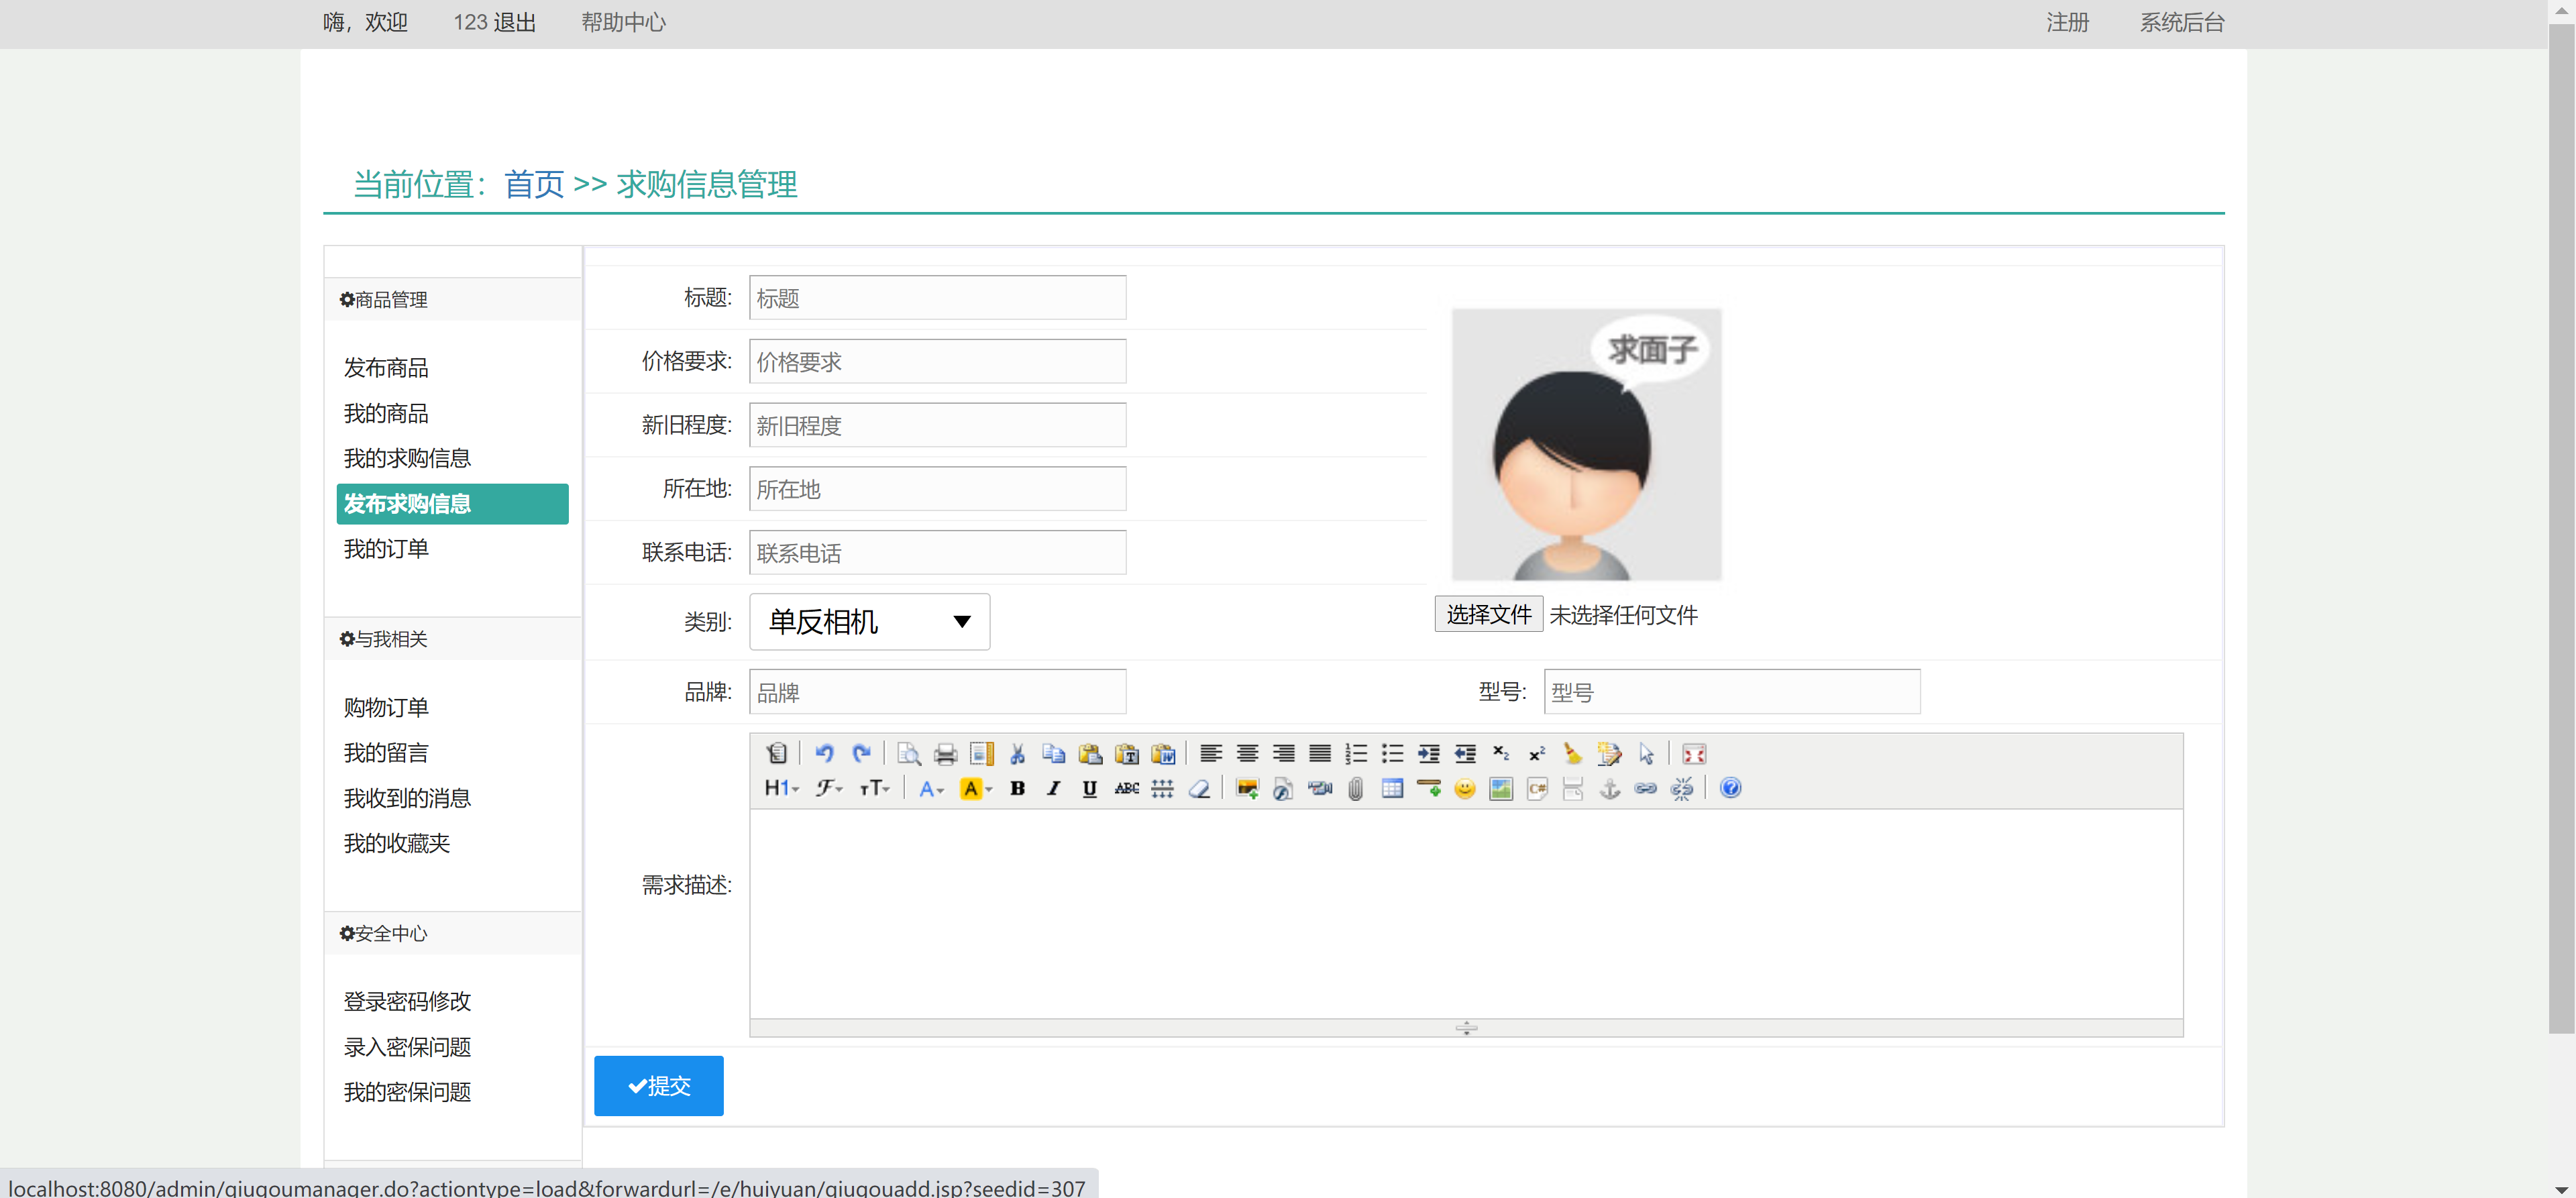 嗨，欢迎 123 退出 帮助中心 注册 系统后台
当前位置：首页 >> 求购信息管理
商品管理
发布商品
我的商品
我的求购信息
发布求购信息
我的订单
与我相关
购物订单
我的留言
我收到的消息
我的收藏夹
安全中心
登录密码修改
录入密保问题
我的密保问题
标题: 标题
价格要求: 价格要求
新旧程度: 新旧程度
所在地: 所在地
联系电话: 联系电话
类别: 单反相机
求面子
选择文件 未选择任何文件
品牌: 品牌 型号: 型号
需求描述:
提交
localhost:8080/admin/qiugoumanager.do?actiontype=load&forwardurl=/e/huiyuan/qiugouadd.jsp?seedid=307